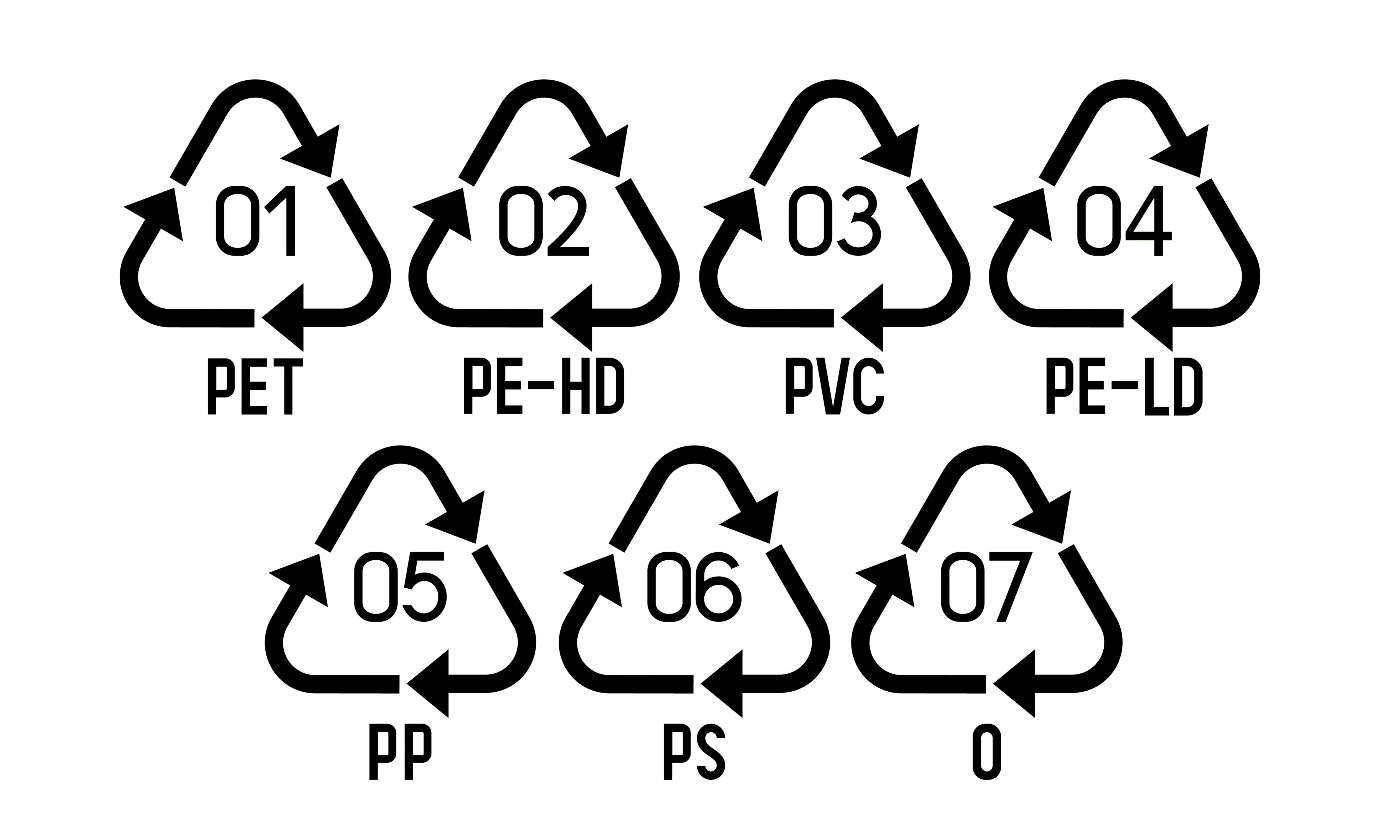 01 02 03 04
PET PE-HD PVC PE-LD
05 06 07
PP PS O